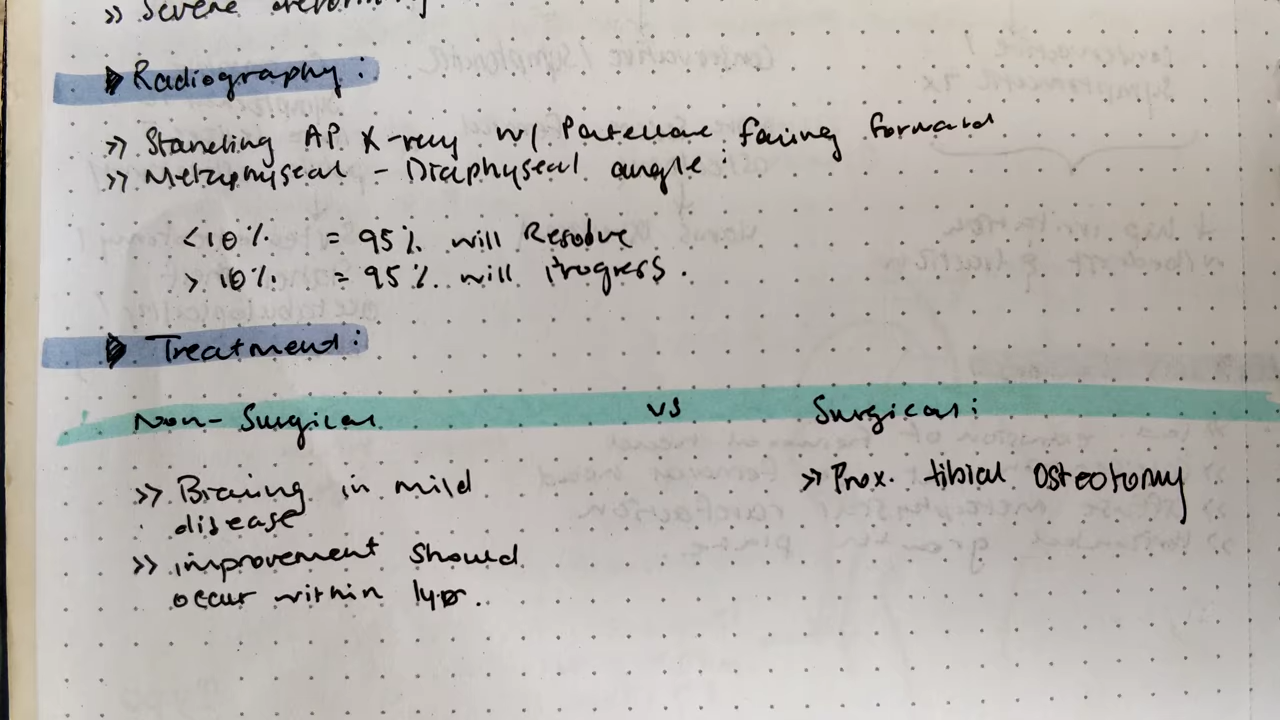 >> Severe
Radiography:
>> Standing AP X-ray w/ Patellae facing forward
>> Metaphyseal - Diaphyseal angle:
<10% = 95% will Resolve
>10% = 95% will Progress.
Treatment:
Non-Surgical vs Surgical:
>> Bracing in mild
disease
>> Prox. tibial Osteotomy
>> improvement should
occur within 1yr.